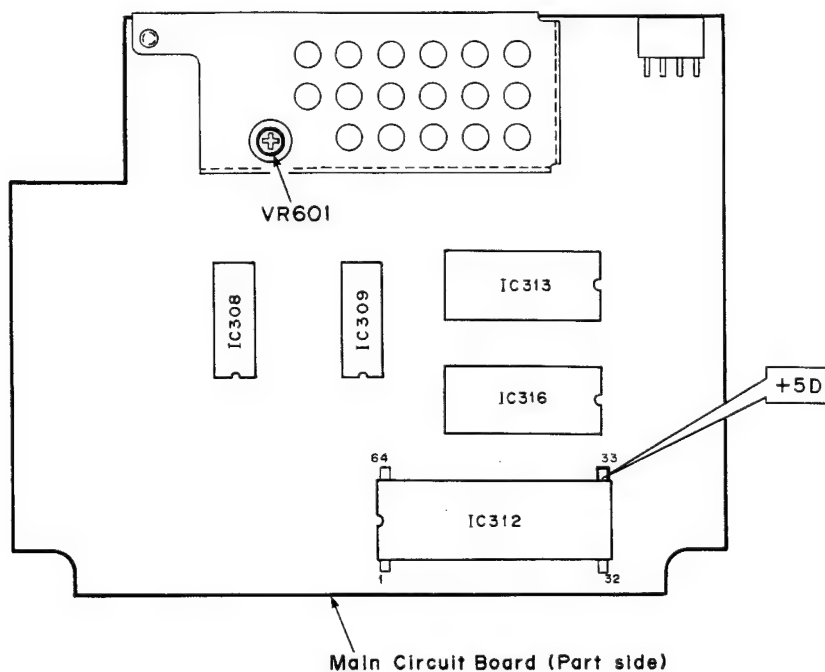 VR601
IC308
IC309
IC313
IC316
+5D
64
33
IC312
1
32
Main Circuit Board (Part side)